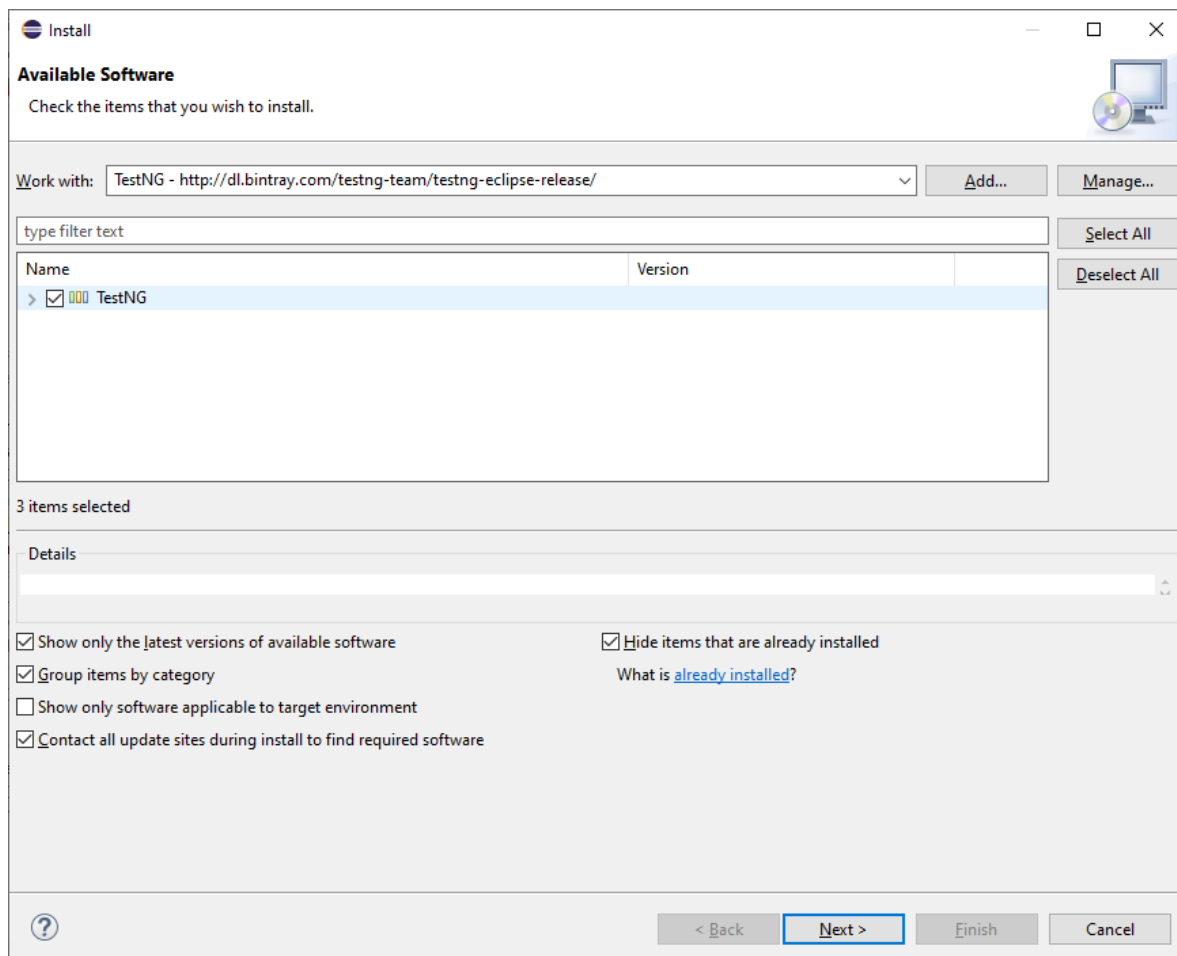 Install
Available Software
Check the items that you wish to install.
Work with: TestNG - http://dl.bintray.com/testng-team/testng-eclipse-release/ Add... Manage...
type filter text Select All
Name Version Deselect All
TestNG
3 items selected
Details
Show only the latest versions of available software Hide items that are already installed
Group items by category What is already installed?
Show only software applicable to target environment
Contact all update sites during install to find required software
? < Back Next > Finish Cancel